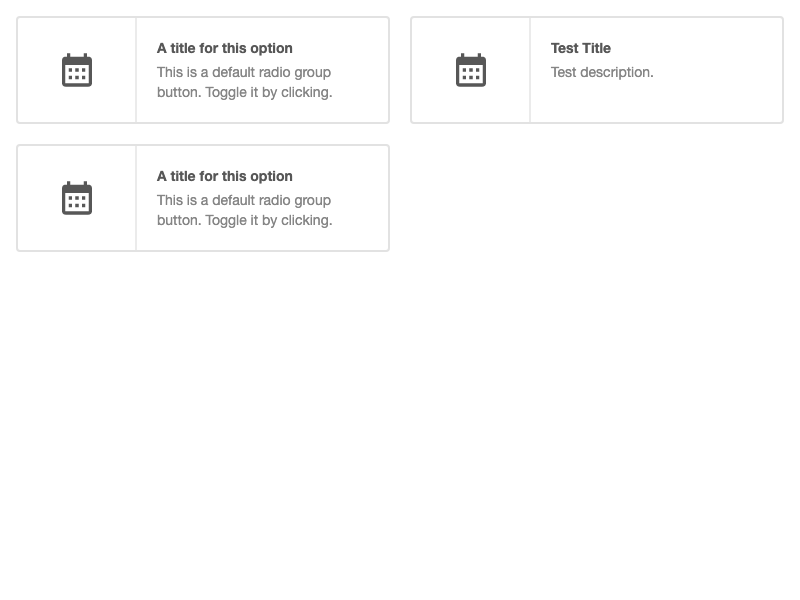 A title for this option
This is a default radio group
button. Toggle it by clicking.
Test Title
Test description.
A title for this option
This is a default radio group
button. Toggle it by clicking.